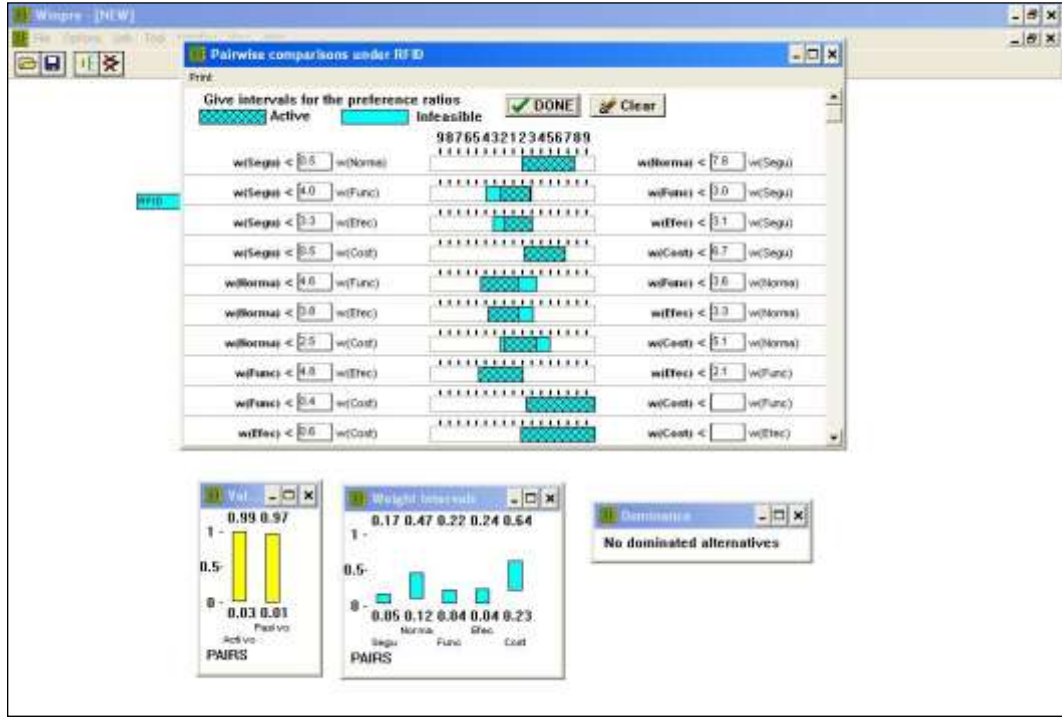 Winpre - [NEW]
File Options
Pairwise comparisons under RFID
Print
Give intervals for the preference ratios
DONE
Clear
Active
Infeasible
98765432123456789
w(Segu) < 0.5 w(Norma) w(Norma) < 7.8 w(Segu)
w(Segu) < 4.0 w(Func) w(Func) < 3.0 w(Segu)
RFID
w(Segu) < 3.3 w(Efec) w(Efec) < 3.1 w(Segu)
w(Segu) < 0.5 w(Cost) w(Cost) < 6.7 w(Segu)
w(Norma) < 4.6 w(Func) w(Func) < 3.6 w(Norma)
w(Norma) < 3.8 w(Efec) w(Efec) < 3.3 w(Norma)
w(Norma) < 2.5 w(Cost) w(Cost) < 5.1 w(Norma)
w(Func) < 4.8 w(Efec) w(Efec) < 2.1 w(Func)
w(Func) < 0.4 w(Cost) w(Cost) < w(Func)
w(Efec) < 0.6 w(Cost) w(Cost) < w(Efec)
0.99 0.97
1
0.5
0
0.03 0.01
Pasivo
Activo
PAIRS
Weight Intervals
0.17 0.47 0.22 0.24 0.64
1
0.5
0
0.05 0.12 0.04 0.04 0.23
Norma Efec
Segu Func Cost
PAIRS
Dominance
No dominated alternatives